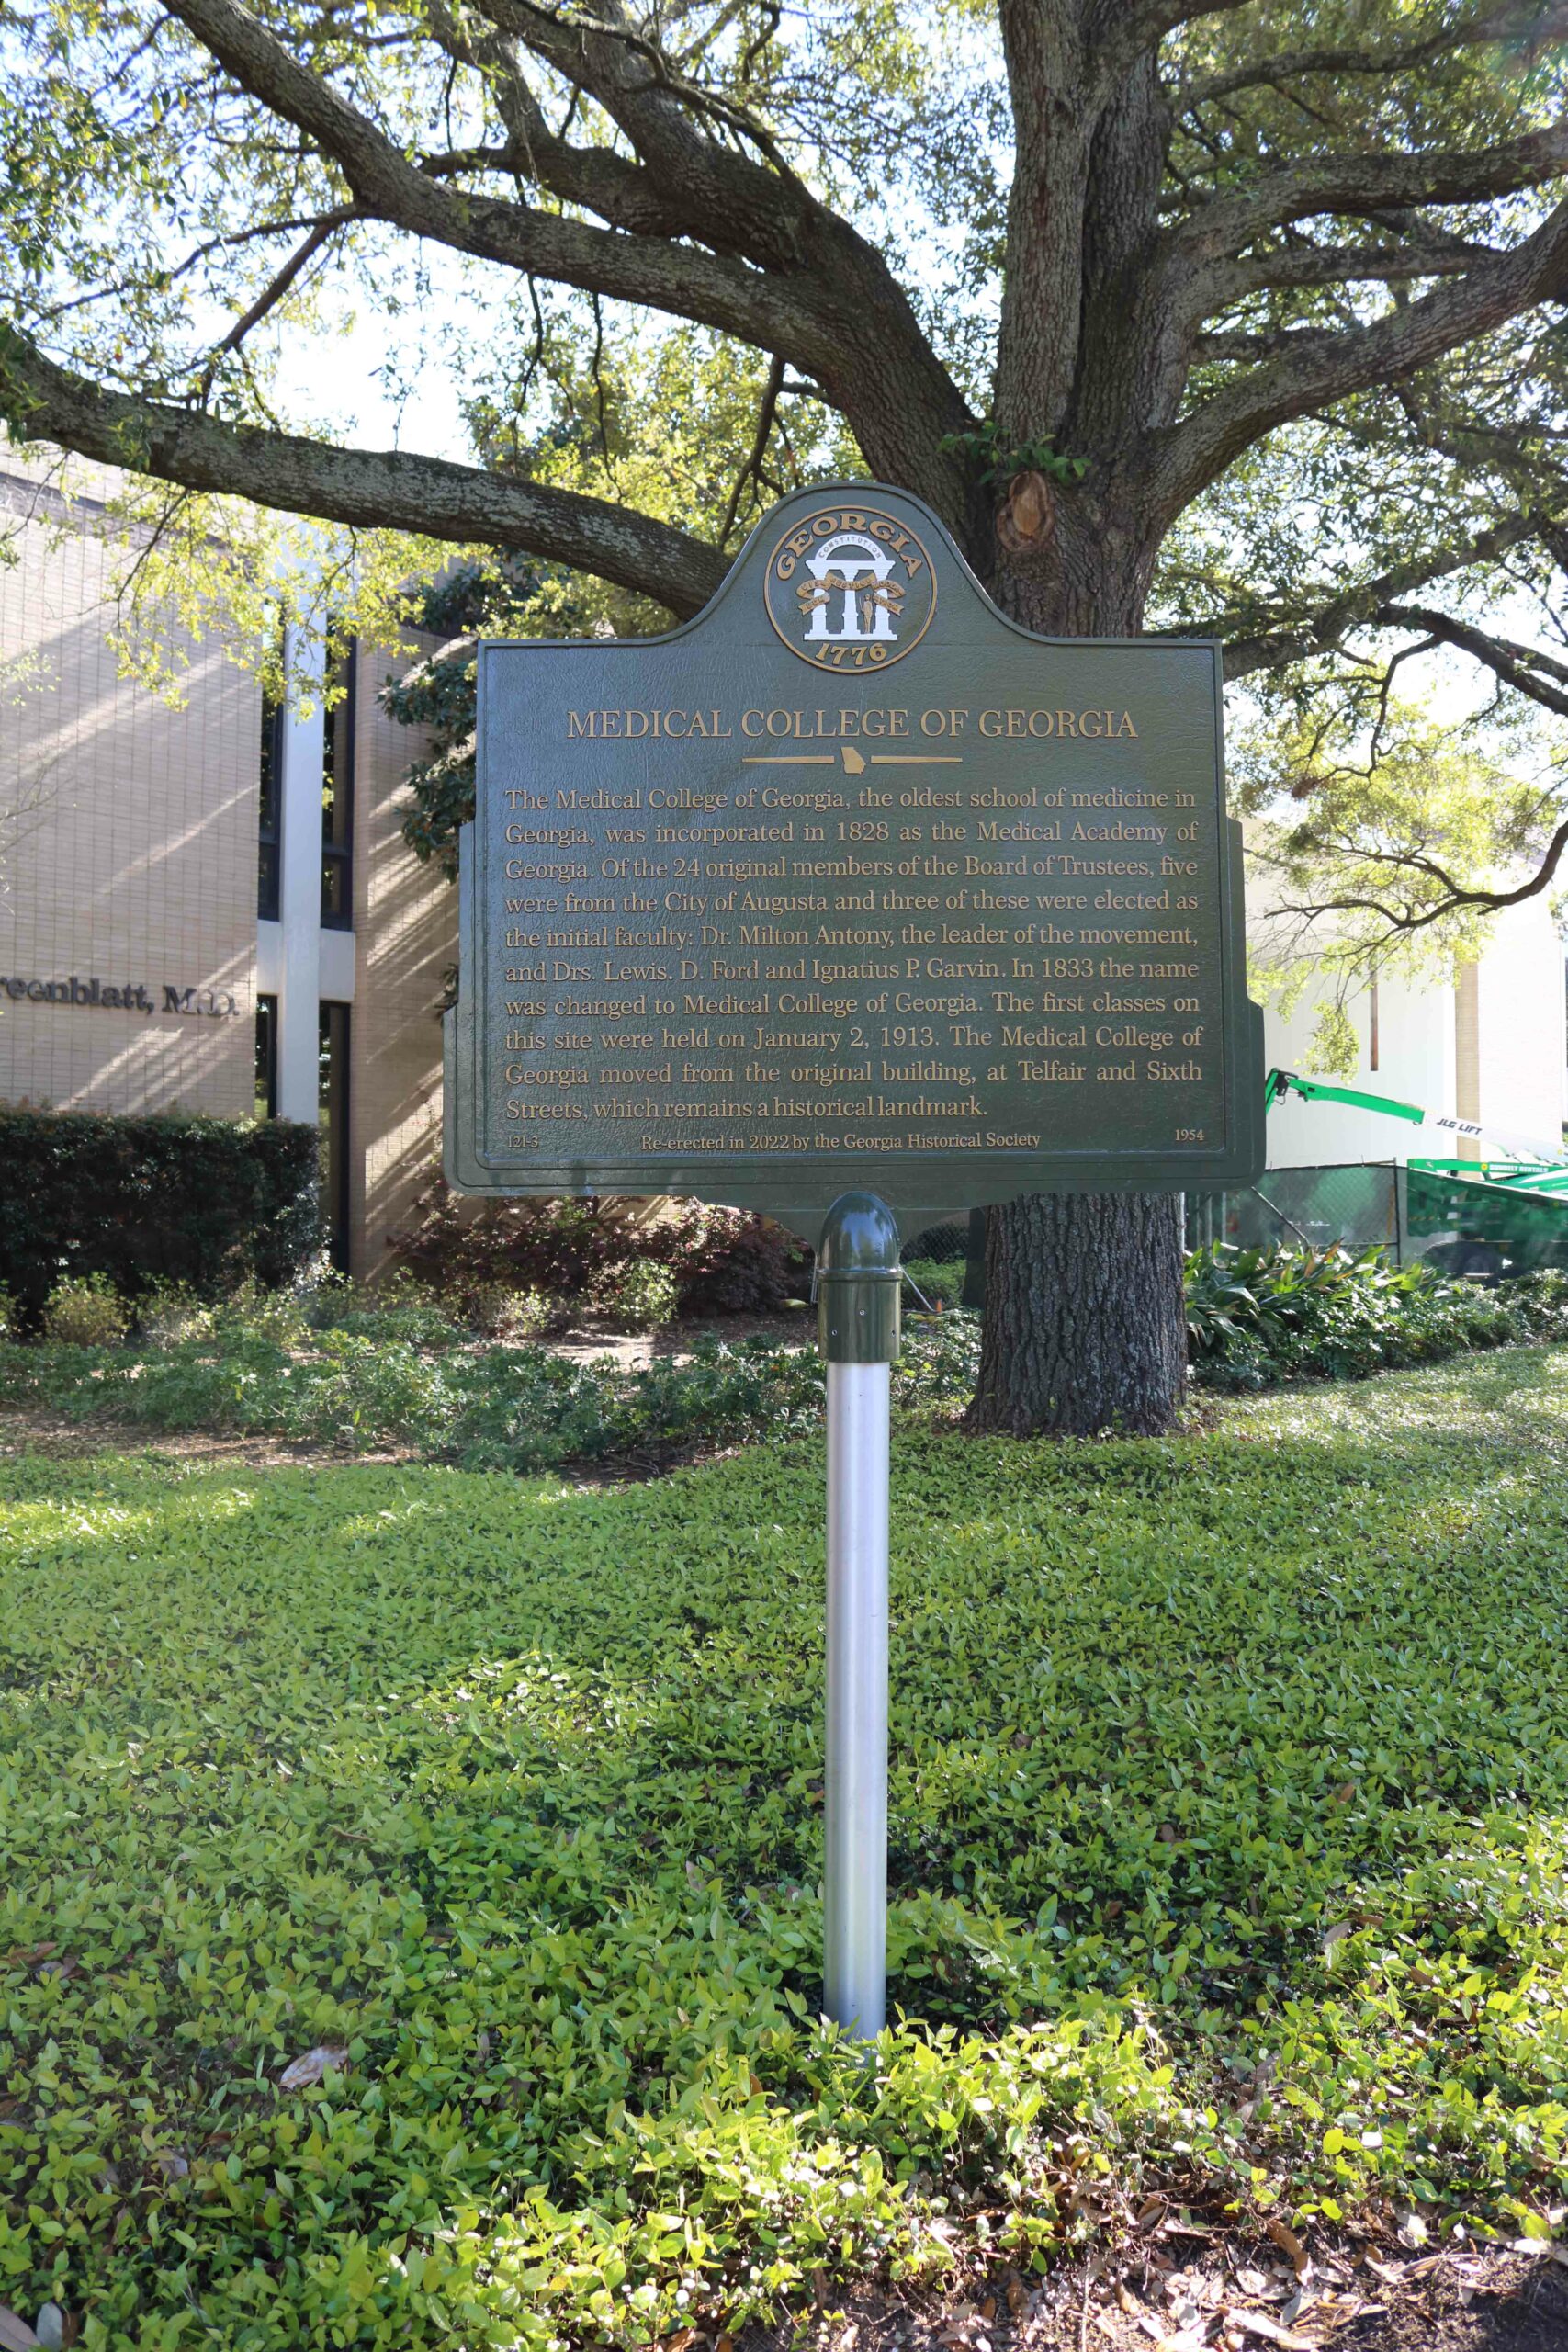 GEORGIA
CONSTITUTION
1776
MEDICAL COLLEGE OF GEORGIA
The Medical College of Georgia, the oldest school of medicine in
Georgia, was incorporated in 1828 as the Medical Academy of
Georgia. Of the 24 original members of the Board of Trustees, five
were from the City of Augusta and three of these were elected as
the initial faculty: Dr. Milton Antony, the leader of the movement,
and Drs. Lewis. D. Ford and Ignatius P. Garvin. In 1833 the name
was changed to Medical College of Georgia. The first classes on
this site were held on January 2, 1913. The Medical College of
Georgia moved from the original building, at Telfair and Sixth
Streets, which remains a historical landmark.
121-3 Re-erected in 2022 by the Georgia Historical Society 1954
reenblatt, M.D.
JLG LIFT